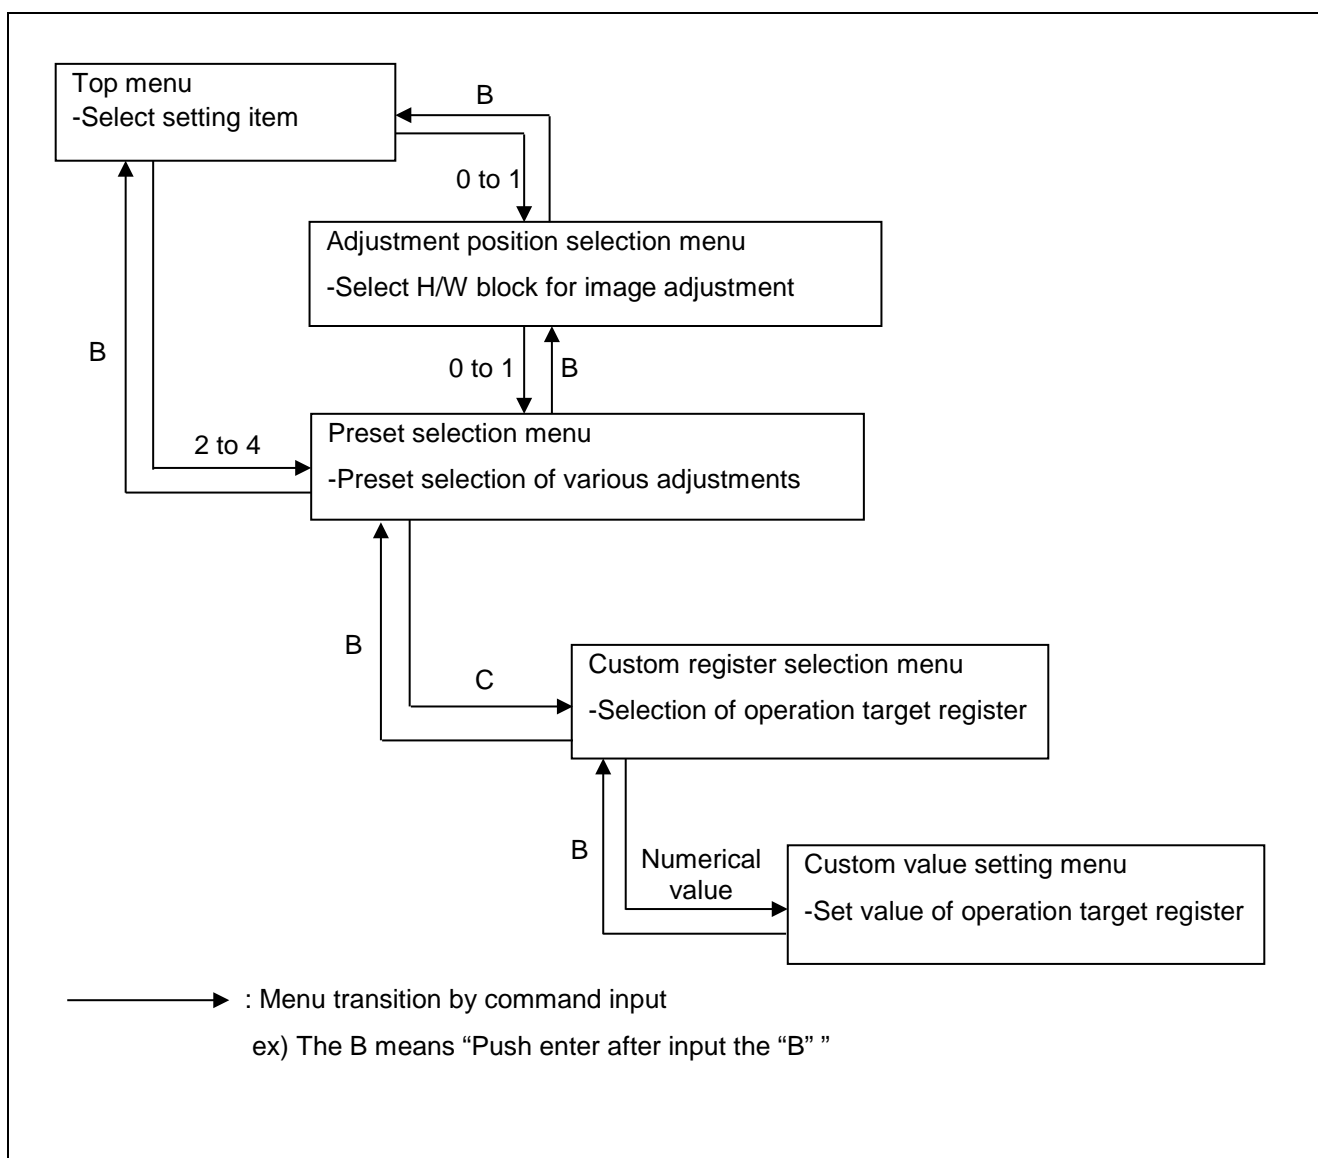 Top menu
-Select setting item
B
0 to 1
Adjustment position selection menu
-Select H/W block for image adjustment
B
0 to 1
B
Preset selection menu
2 to 4
-Preset selection of various adjustments
B
C
Custom register selection menu
-Selection of operation target register
B
Numerical
value
Custom value setting menu
-Set value of operation target register
: Menu transition by command input
ex) The B means “Push enter after input the “B” ”